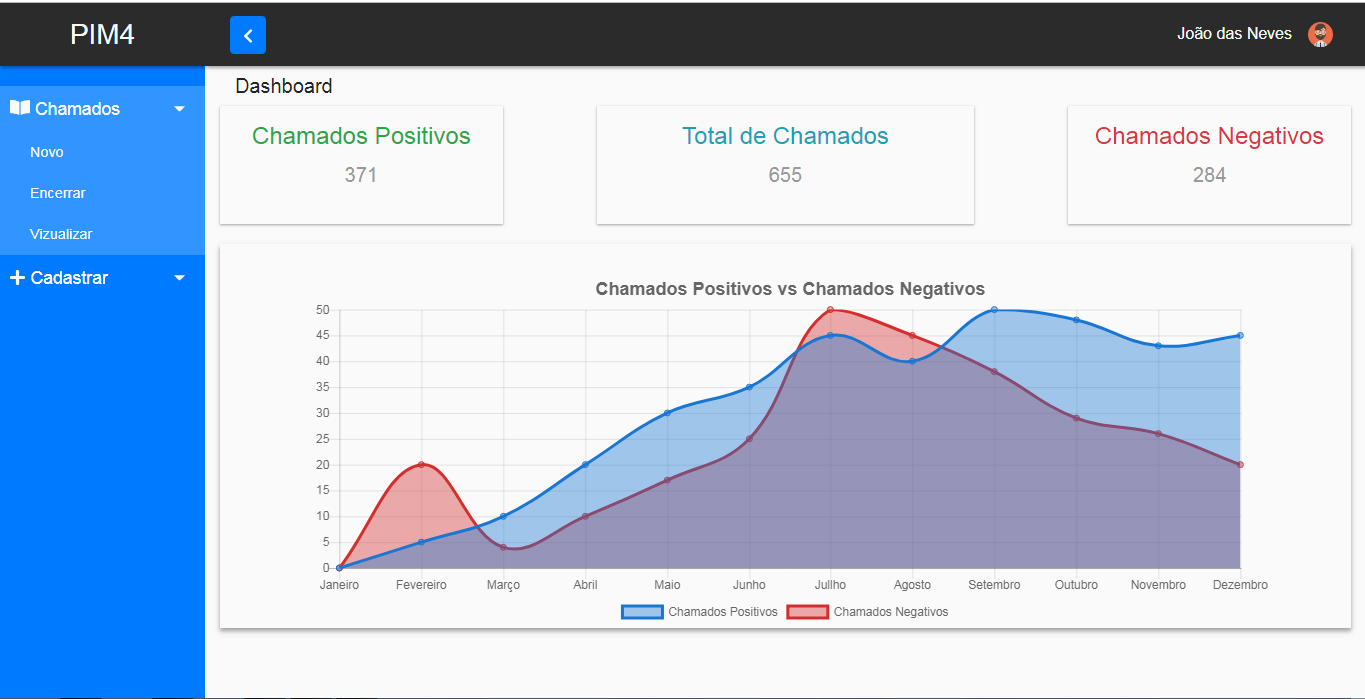 PIM4
João das Neves
Chamados
Novo
Encerrar
Vizualizar
Cadastrar
Dashboard
Chamados Positivos
371
Total de Chamados
655
Chamados Negativos
284
Chamados Positivos vs Chamados Negativos
50
45
40
35
30
25
20
15
10
5
0
Janeiro Fevereiro Março Abril Maio Junho Jullho Agosto Setembro Outubro Novembro Dezembro
Chamados Positivos Chamados Negativos